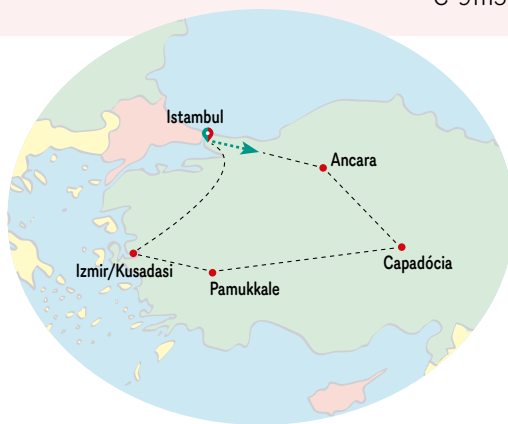 Istambul
Ancara
Capadócia
Izmir/Kusadasi
Pamukkale